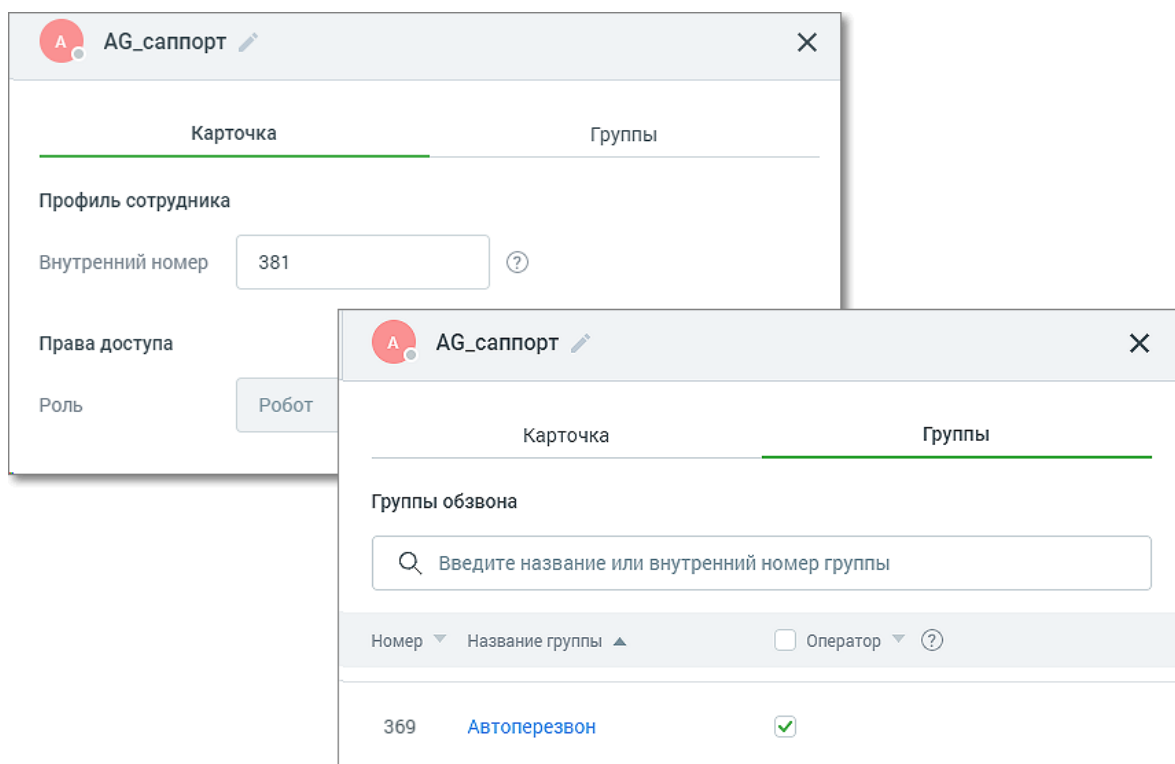 А AG_саппорт
Карточка Группы
Профиль сотрудника
Внутренний номер 381 ?
Права доступа
Роль Робот
А AG_саппорт
Карточка Группы
Группы обзвона
Введите название или внутренний номер группы
Номер Название группы Оператор ?
369 Автоперезвон